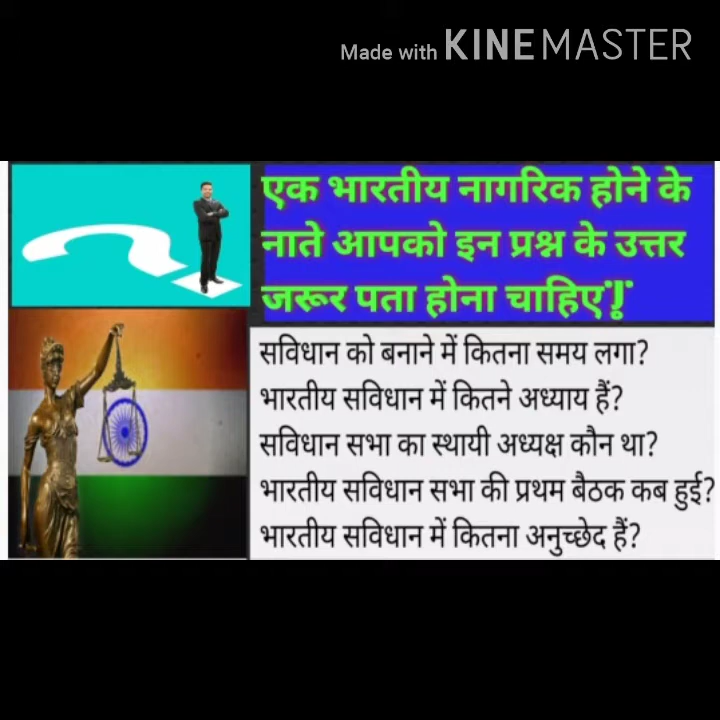 Made with KINEMASTER
एक भारतीय नागरिक होने के
नाते आपको इन प्रश्न के उत्तर
जरूर पता होना चाहिए'!'
सविधान को बनाने में कितना समय लगा?
भारतीय सविधान में कितने अध्याय हैं?
सविधान सभा का स्थायी अध्यक्ष कौन था?
भारतीय सविधान सभा की प्रथम बैठक कब हुई?
भारतीय सविधान में कितना अनुच्छेद हैं?